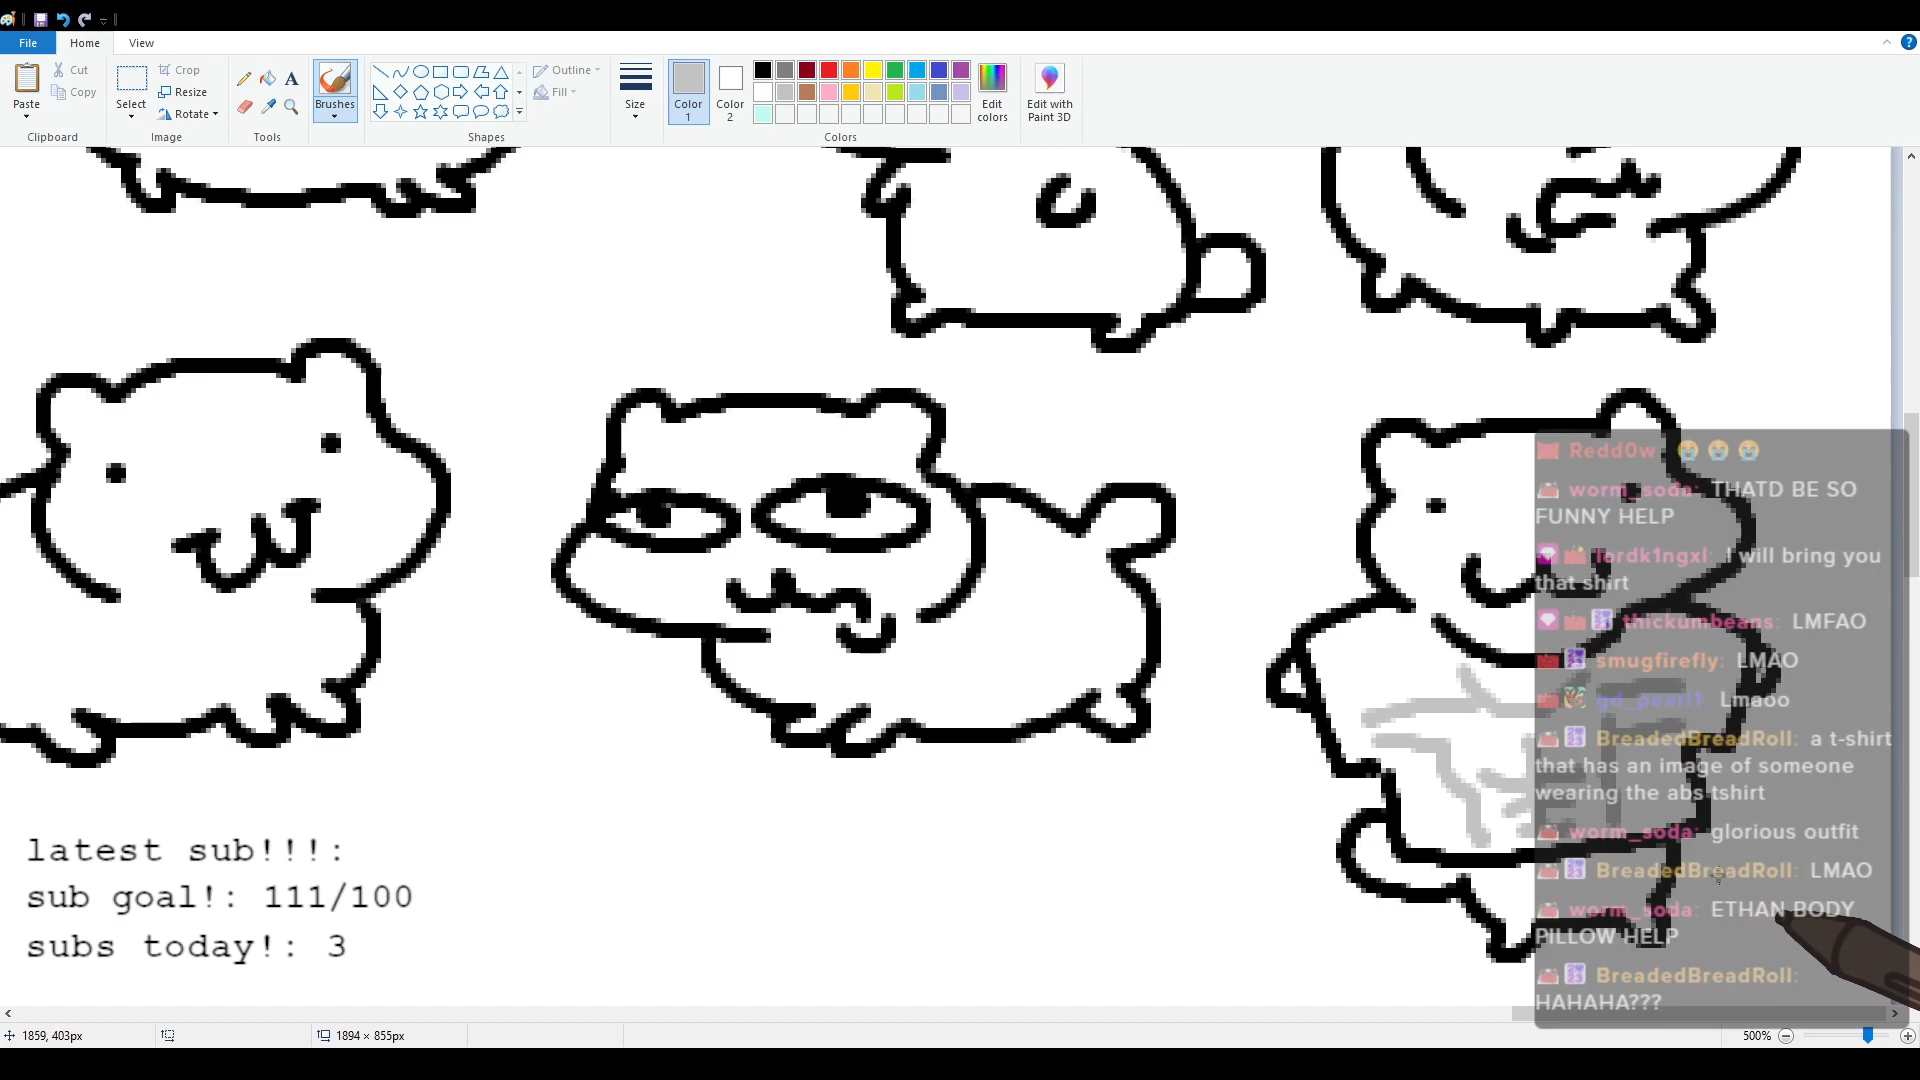 File Home View
Paste Cut Copy
Clipboard
Select Crop Resize Rotate
Image
Tools
Brushes
Shapes
Outline Fill
Size
Color 1
Color 2
Edit colors
Colors
Edit with Paint 3D
Redd0w 😭 😭 😭
worm_soda: THATD BE SO
FUNNY HELP
lordk1ngxl: I will bring you
that shirt
thickumbeans: LMFAO
smugfirefly: LMAO
gd_pearl1: Lmaoo
BreadedBreadRoll: a t-shirt
that has an image of someone
wearing the abs tshirt
worm_soda: glorious outfit
BreadedBreadRoll: LMAO
worm_soda: ETHAN BODY
PILLOW HELP
BreadedBreadRoll:
HAHAHA???
latest sub!!!:
sub goal!: 111/100
subs today!: 3
1859, 403px 1894 × 855px 500%